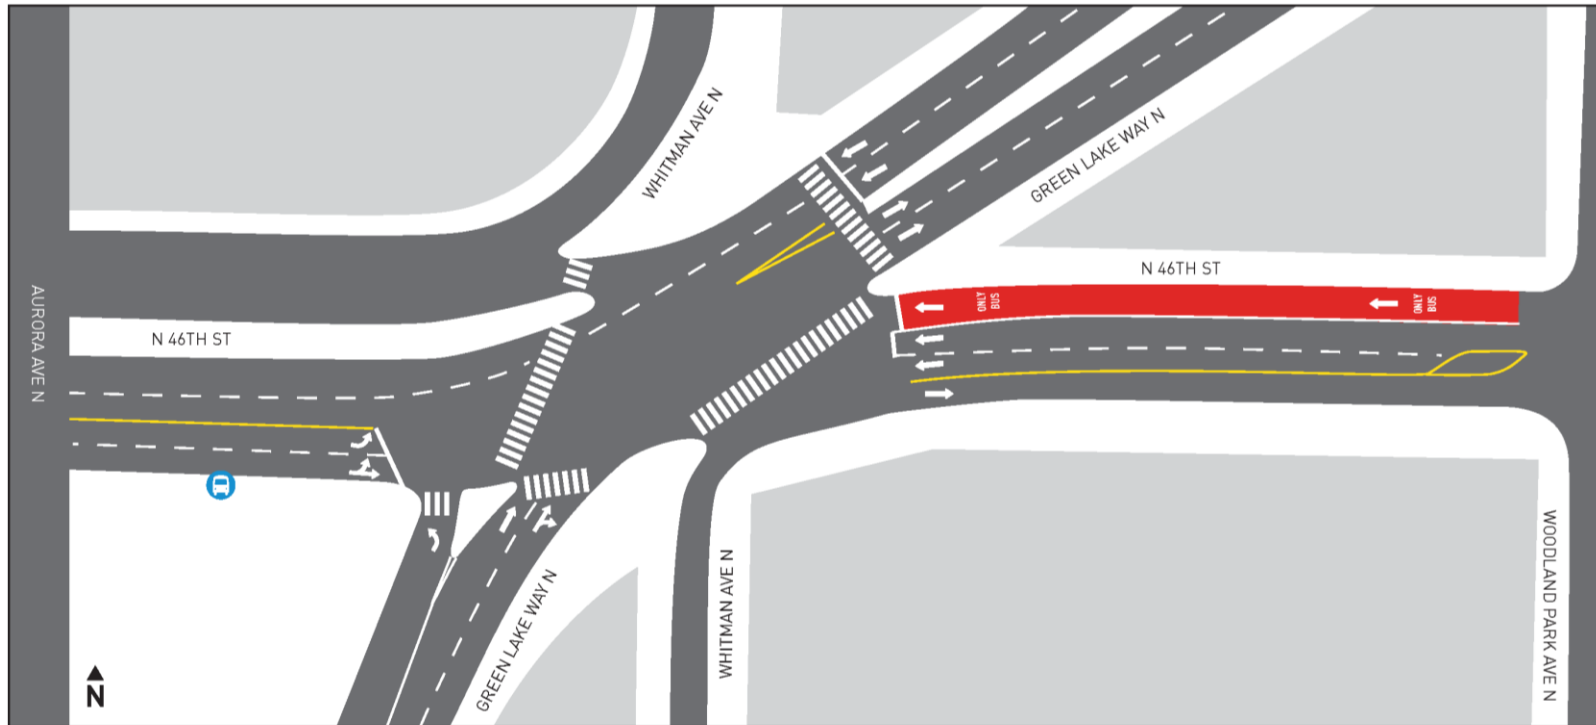 WHITMAN AVE N
GREEN LAKE WAY N
N 46TH ST
BUS
ONLY
BUS
ONLY
AURORA AVE N
N 46TH ST
GREEN LAKE WAY N
WHITMAN AVE N
WOODLAND PARK AVE N
N